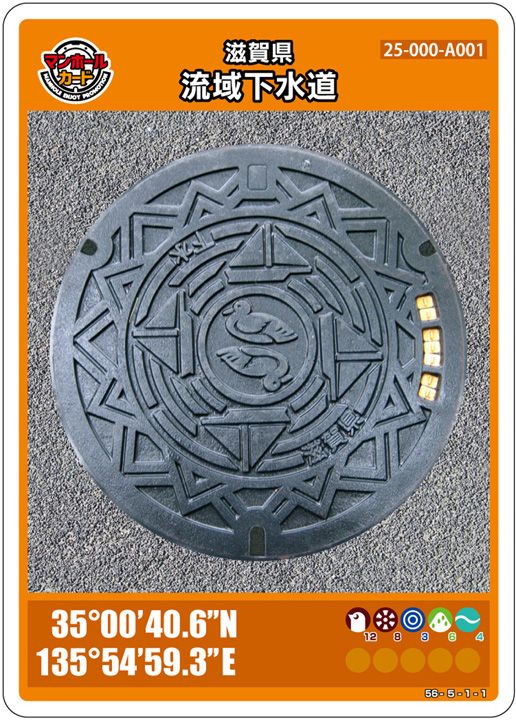 マンホール
カード
MANHOLE ENJOY PROMOTION
滋賀県
流域下水道
25-000-A001
下水
滋賀県
35°00'40.6"N
135°54'59.3"E
12 8 3 6 4
56-5-1-1